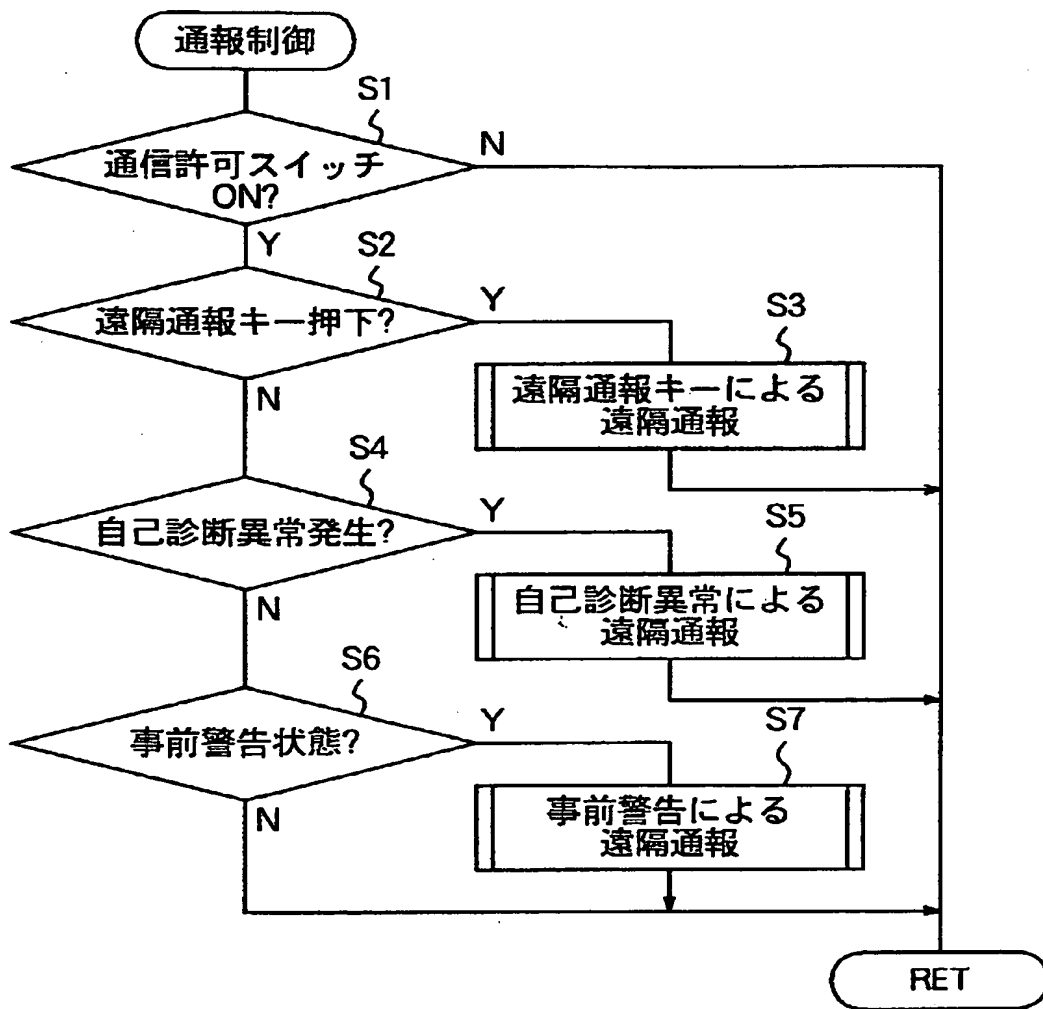 通報制御
S1
通信許可スイッチ
ON?
N
Y
S2
遠隔通報キー押下?
Y
N
S3
遠隔通報キーによる
遠隔通報
S4
自己診断異常発生?
Y
N
S5
自己診断異常による
遠隔通報
S6
事前警告状態?
Y
N
S7
事前警告による
遠隔通報
RET